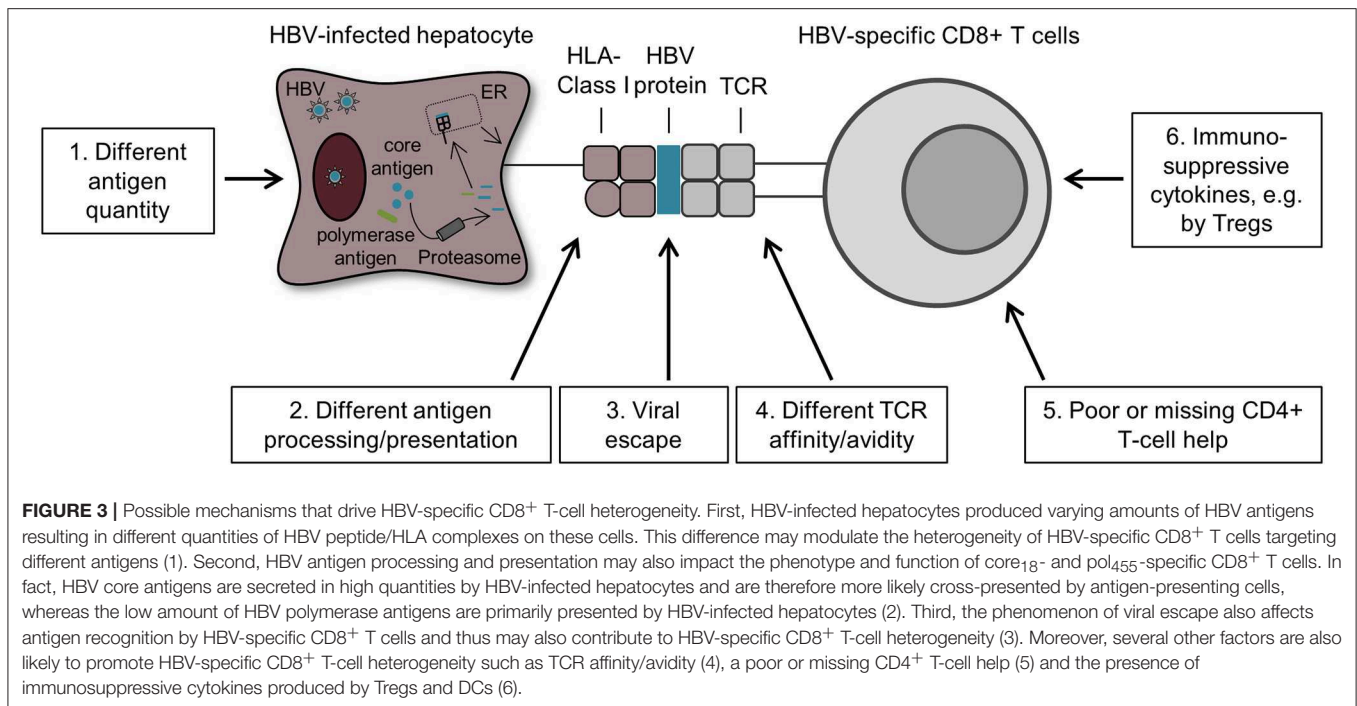 HBV-infected hepatocyte
HBV-specific CD8+ T cells
HLA-
Class I
HBV
protein
TCR
HBV
ER
core
antigen
polymerase
antigen
Proteasome
1. Different
antigen
quantity
6. Immuno-
suppressive
cytokines, e.g.
by Tregs
2. Different antigen
processing/presentation
3. Viral
escape
4. Different TCR
affinity/avidity
5. Poor or missing CD4+
T-cell help
FIGURE 3 | Possible mechanisms that drive HBV-specific CD8+ T-cell heterogeneity. First, HBV-infected hepatocytes produced varying amounts of HBV antigens
resulting in different quantities of HBV peptide/HLA complexes on these cells. This difference may modulate the heterogeneity of HBV-specific CD8+ T cells targeting
different antigens (1). Second, HBV antigen processing and presentation may also impact the phenotype and function of core18- and pol455-specific CD8+ T cells. In
fact, HBV core antigens are secreted in high quantities by HBV-infected hepatocytes and are therefore more likely cross-presented by antigen-presenting cells,
whereas the low amount of HBV polymerase antigens are primarily presented by HBV-infected hepatocytes (2). Third, the phenomenon of viral escape also affects
antigen recognition by HBV-specific CD8+ T cells and thus may also contribute to HBV-specific CD8+ T-cell heterogeneity (3). Moreover, several other factors are also
likely to promote HBV-specific CD8+ T-cell heterogeneity such as TCR affinity/avidity (4), a poor or missing CD4+ T-cell help (5) and the presence of
immunosuppressive cytokines produced by Tregs and DCs (6).